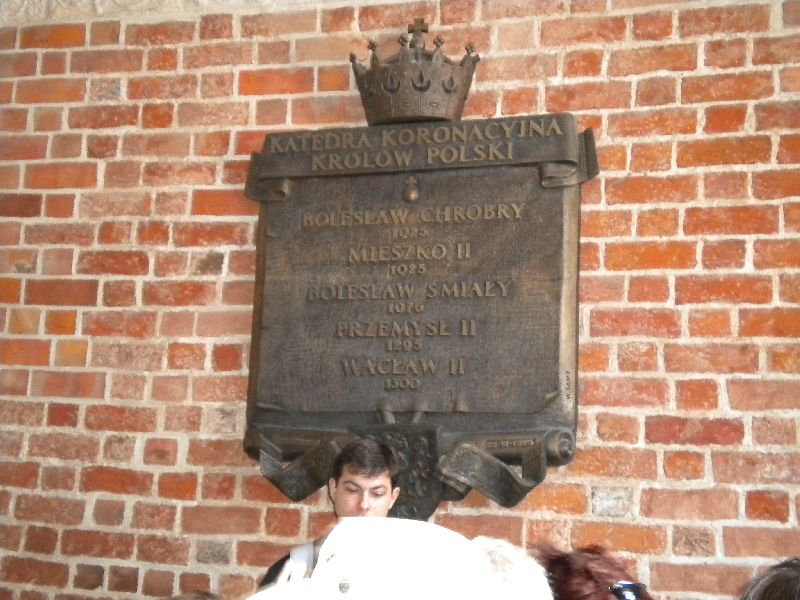 KATEDRA KORONACYJNA
KRÓLÓW POLSKI
BOLESŁAW CHROBRY
1025
MIESZKO II
1025
BOLESŁAW ŚMIAŁY
1076
PRZEMYSŁ II
1295
WACŁAW II
1300